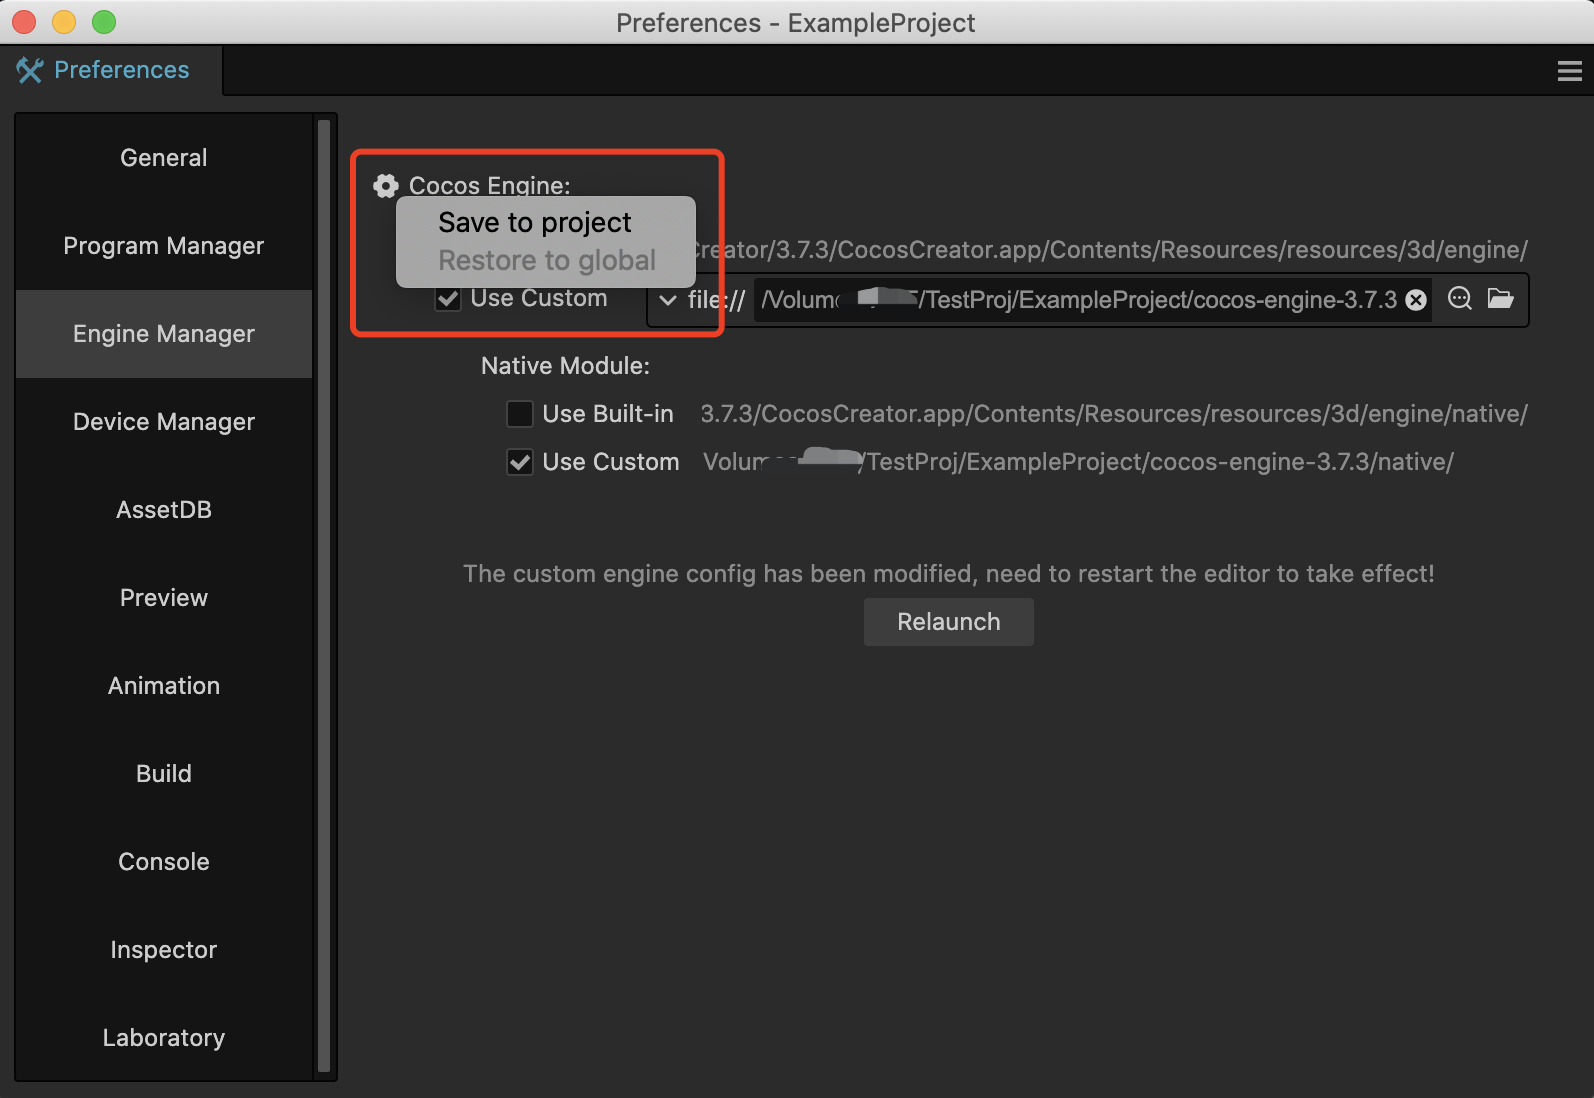 Preferences - ExampleProject
Preferences
General
Program Manager
Engine Manager
Device Manager
AssetDB
Preview
Animation
Build
Console
Inspector
Laboratory
Cocos Engine:
Save to project
Restore to global
reator/3.7.3/CocosCreator.app/Contents/Resources/resources/3d/engine/
Use Custom file:// /Volum /TestProj/ExampleProject/cocos-engine-3.7.3
Native Module:
Use Built-in 3.7.3/CocosCreator.app/Contents/Resources/resources/3d/engine/native/
Use Custom Volum /TestProj/ExampleProject/cocos-engine-3.7.3/native/
The custom engine config has been modified, need to restart the editor to take effect!
Relaunch